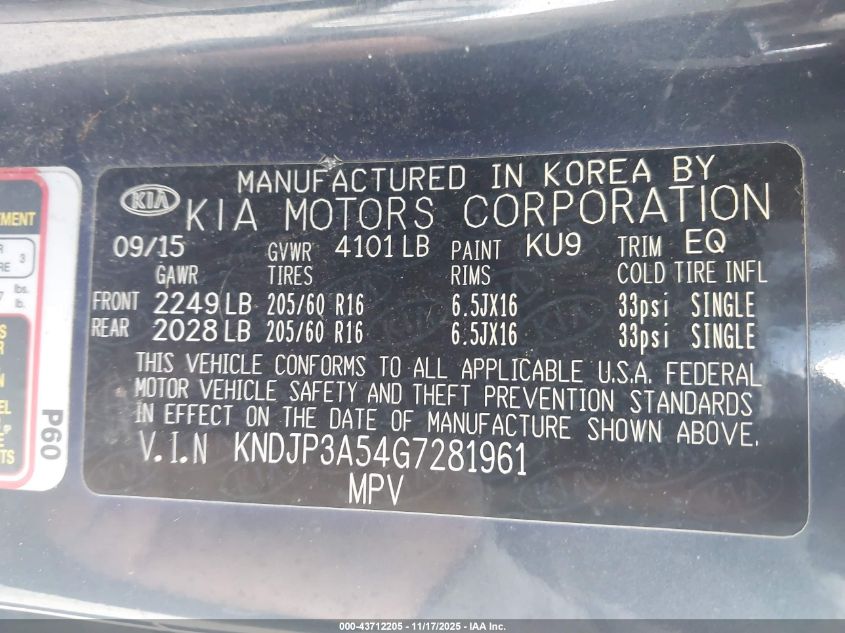 MANUFACTURED IN KOREA BY
KIA KIA MOTORS CORPORATION
09/15 GVWR 4101 LB PAINT KU9 TRIM EQ
GAWR TIRES RIMS COLD TIRE INFL
FRONT 2249 LB 205/60 R16 6.5JX16 33psi SINGLE
REAR 2028 LB 205/60 R16 6.5JX16 33psi SINGLE
THIS VEHICLE CONFORMS TO ALL APPLICABLE U.S.A. FEDERAL
MOTOR VEHICLE SAFETY AND THEFT PREVENTION STANDARDS
IN EFFECT ON THE DATE OF MANUFACTURE SHOWN ABOVE.
V.I.N KNDJP3A54G7281961
MPV
3
lbs.
lb.
P60
000-43712205 - 11/17/2025 - IAA Inc.